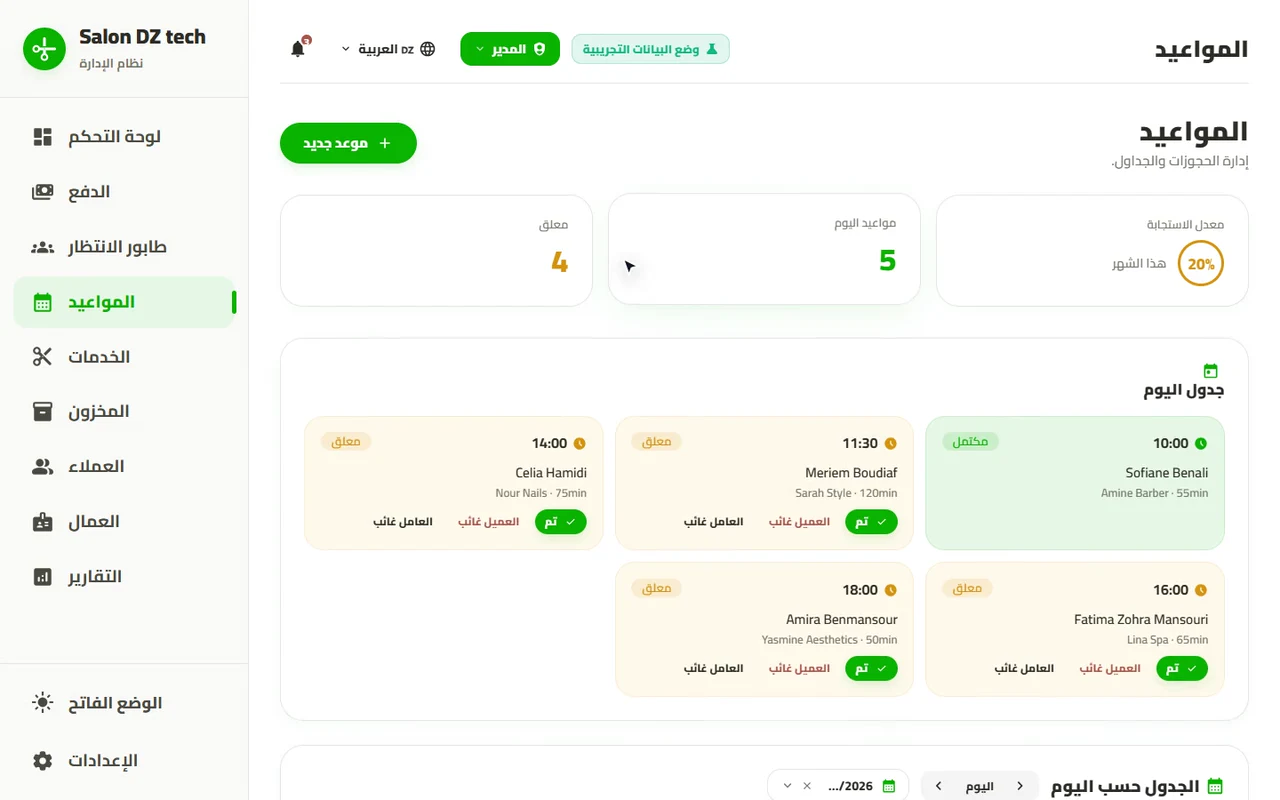 Salon DZ tech
نظام الإدارة
لوحة التحكم
الدفع
طابور الانتظار
المواعيد
الخدمات
المخزون
العملاء
العمال
التقارير
الوضع الفاتح
الإعدادات
المواعيد
وضع البيانات التجريبية
المدير
DZ العربية
3
المواعيد
إدارة الحجوزات والجداول.
موعد جديد
معدل الاستجابة
20%
هذا الشهر
مواعيد اليوم
5
معلق
4
جدول اليوم
10:00
مكتمل
Sofiane Benali
Amine Barber · 55min
11:30
معلق
Meriem Boudiaf
Sarah Style · 120min
تم
العميل غائب
العامل غائب
14:00
معلق
Celia Hamidi
Nour Nails · 75min
تم
العميل غائب
العامل غائب
16:00
معلق
Fatima Zohra Mansouri
Lina Spa · 65min
تم
العميل غائب
العامل غائب
18:00
معلق
Amira Benmansour
Yasmine Aesthetics · 50min
تم
العميل غائب
العامل غائب
الجدول حسب اليوم
اليوم
.../2026